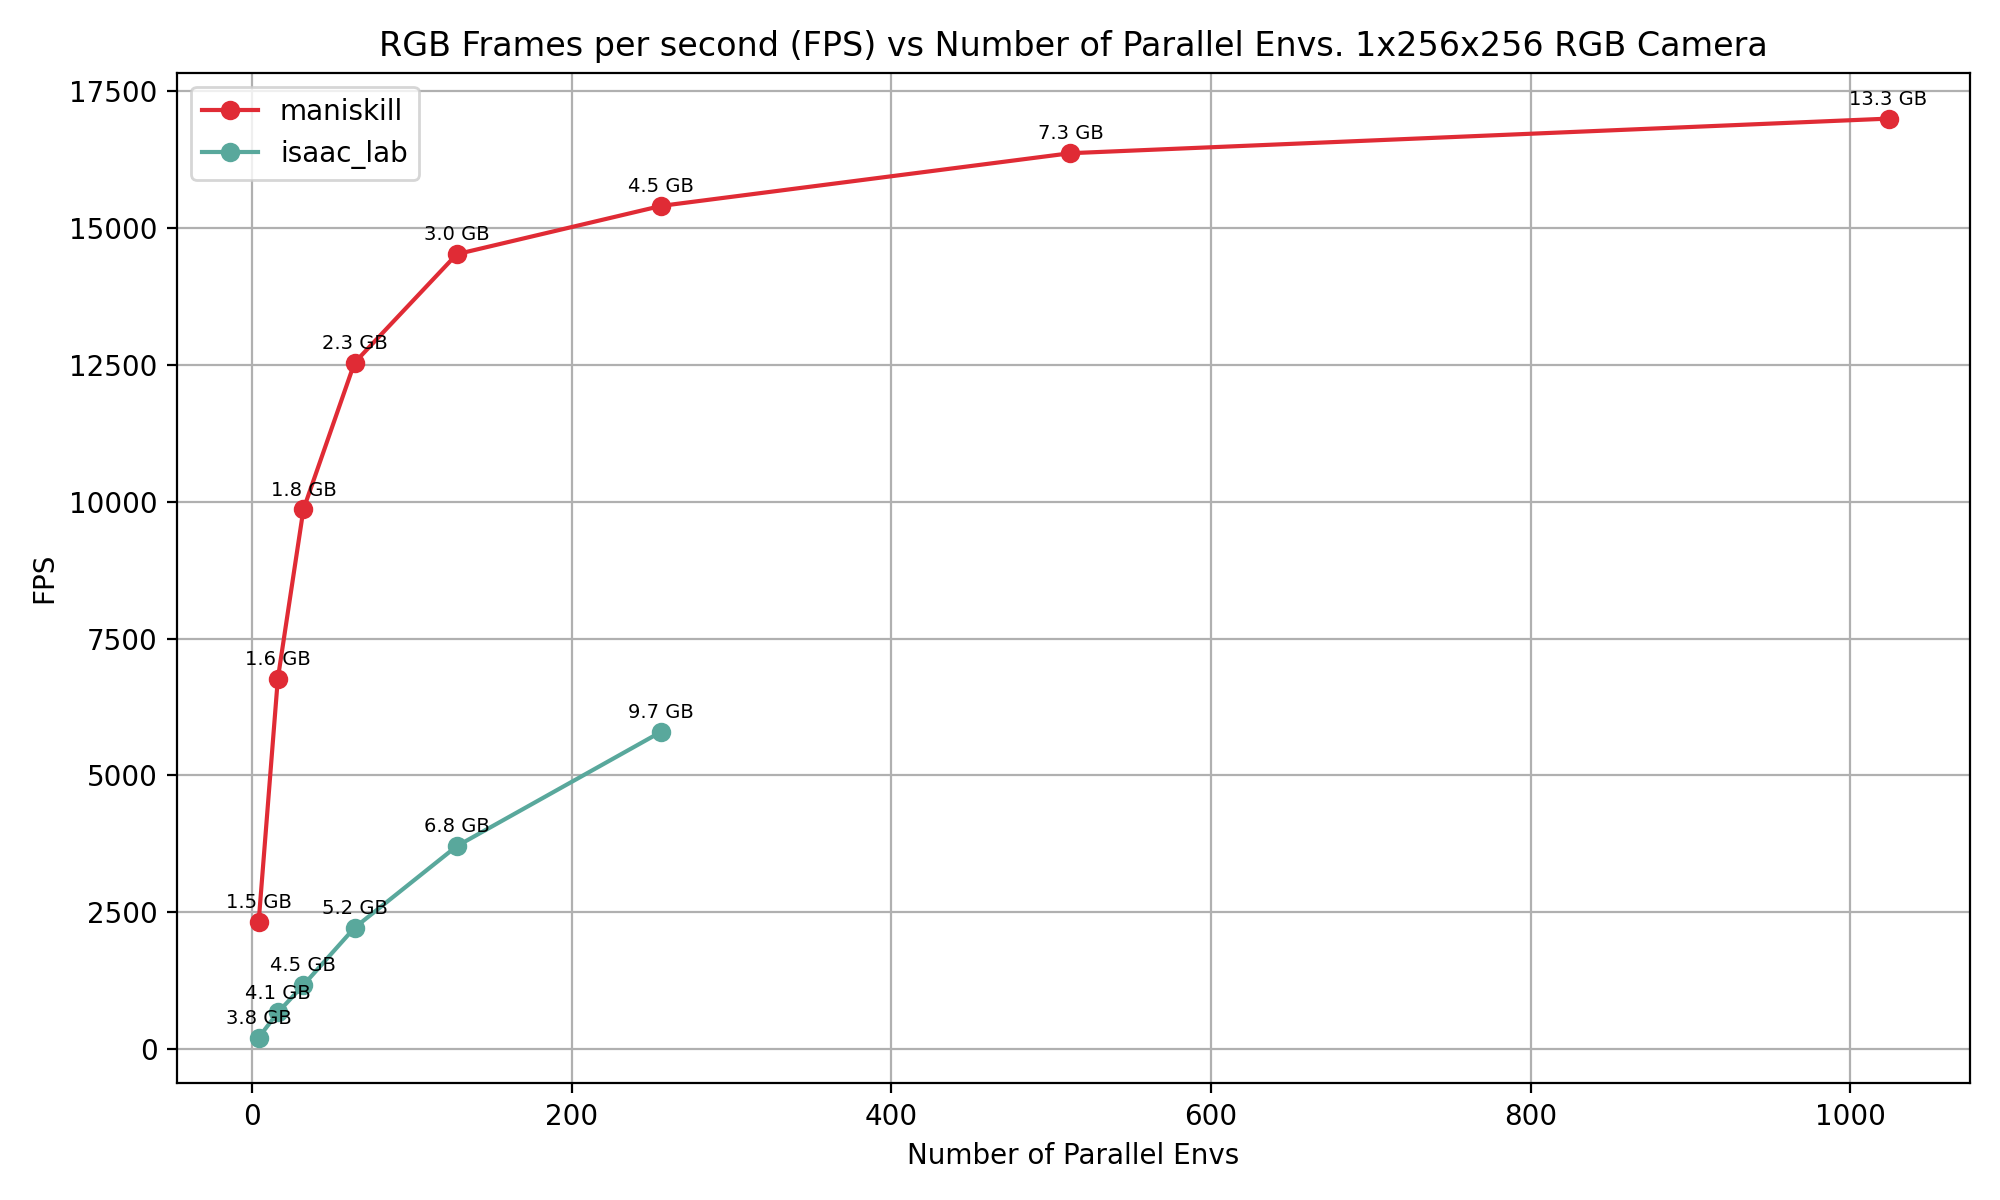 RGB Frames per second (FPS) vs Number of Parallel Envs. 1x256x256 RGB Camera
maniskill
isaac_lab
17500
15000
12500
10000
7500
5000
2500
0
FPS
13.3 GB
7.3 GB
4.5 GB
3.0 GB
2.3 GB
1.8 GB
1.6 GB
1.5 GB
9.7 GB
6.8 GB
5.2 GB
4.5 GB
4.1 GB
3.8 GB
0
200
400
600
800
1000
Number of Parallel Envs